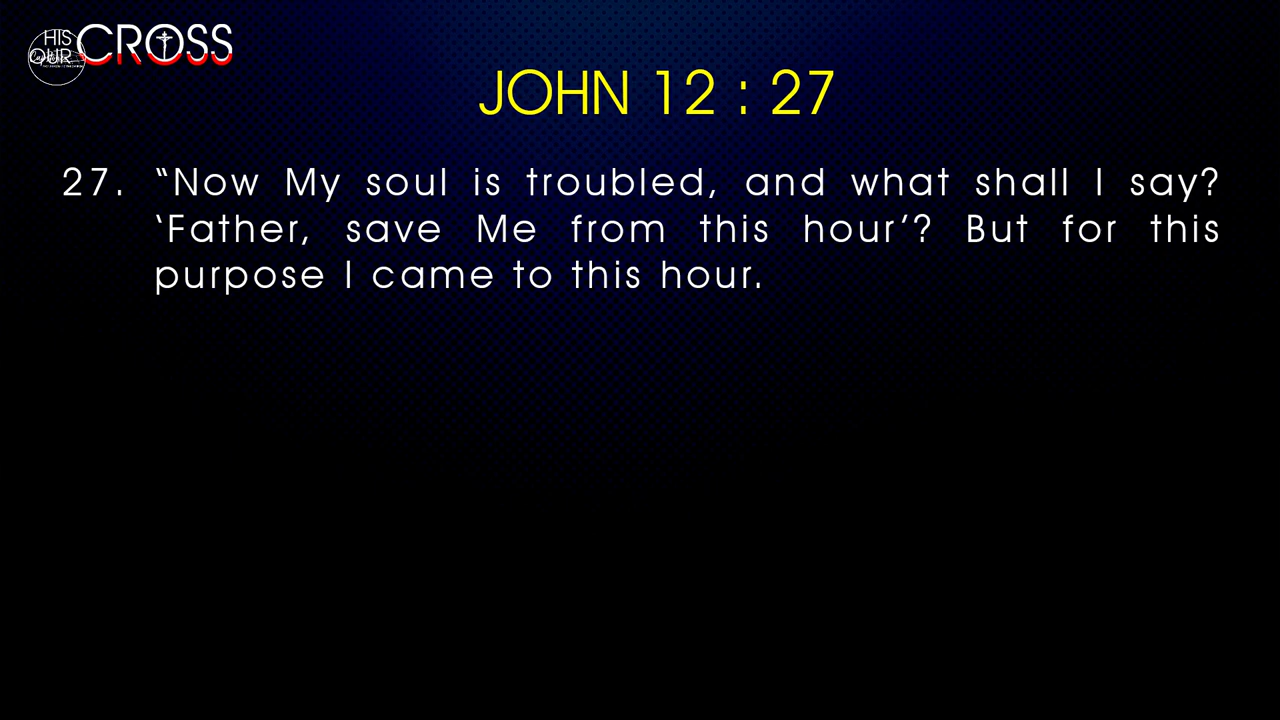 HIS
OUR CROSS
JOHN 12 : 27
27. “Now My soul is troubled, and what shall I say?
‘Father, save Me from this hour’? But for this
purpose I came to this hour.